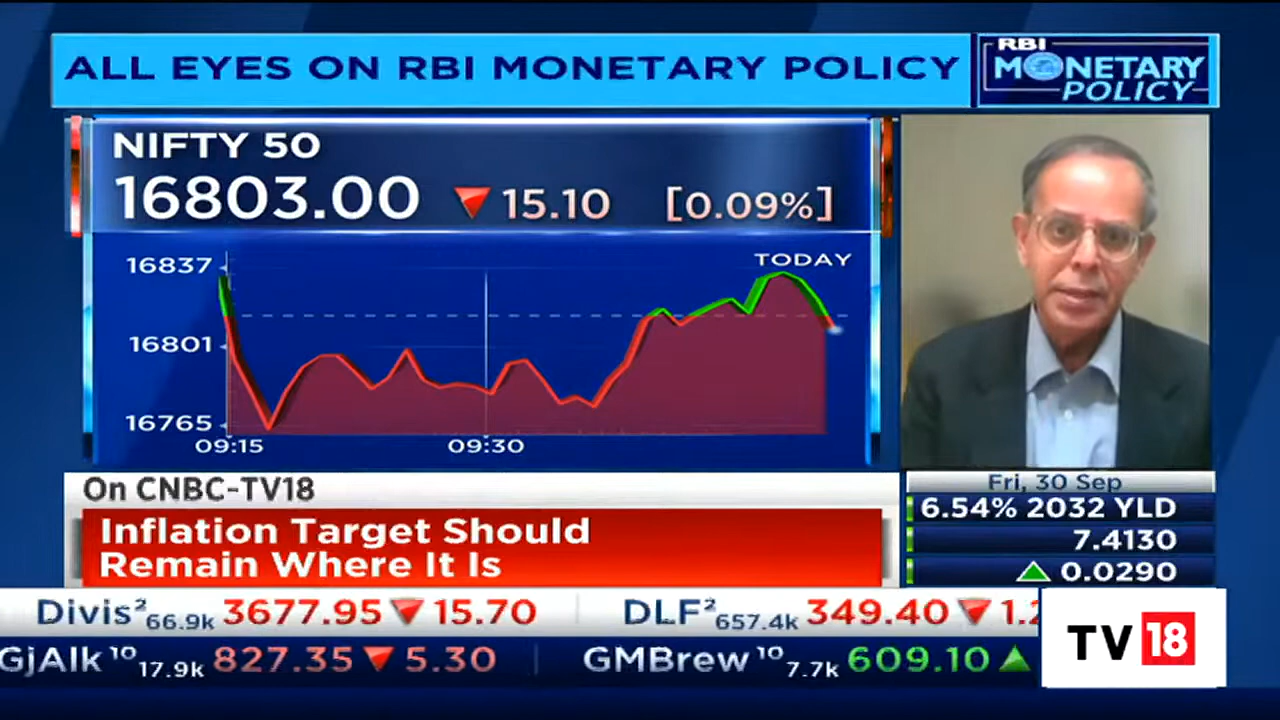 ALL EYES ON RBI MONETARY POLICY
RBI
MONETARY
POLICY
NIFTY 50
16803.00 ▼ 15.10 [0.09%]
TODAY
16837
16801
16765
09:15 09:30
On CNBC-TV18
Inflation Target Should
Remain Where It Is
Fri, 30 Sep
6.54% 2032 YLD
7.4130
▲ 0.0290
Divis² 66.9k 3677.95 ▼ 15.70 DLF² 657.4k 349.40 ▼ 1.2
GjAlk¹⁰ 17.9k 827.35 ▼ 5.30 GMBrew¹⁰ 7.7k 609.10 ▲
TV18